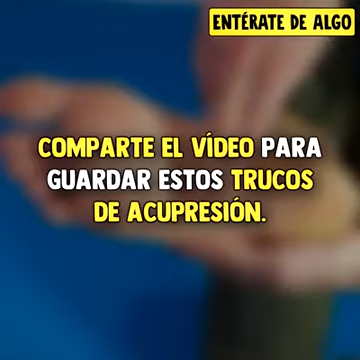 ENTÉRATE DE ALGO
COMPARTE EL VÍDEO PARA
GUARDAR ESTOS TRUCOS
DE ACUPRESIÓN.